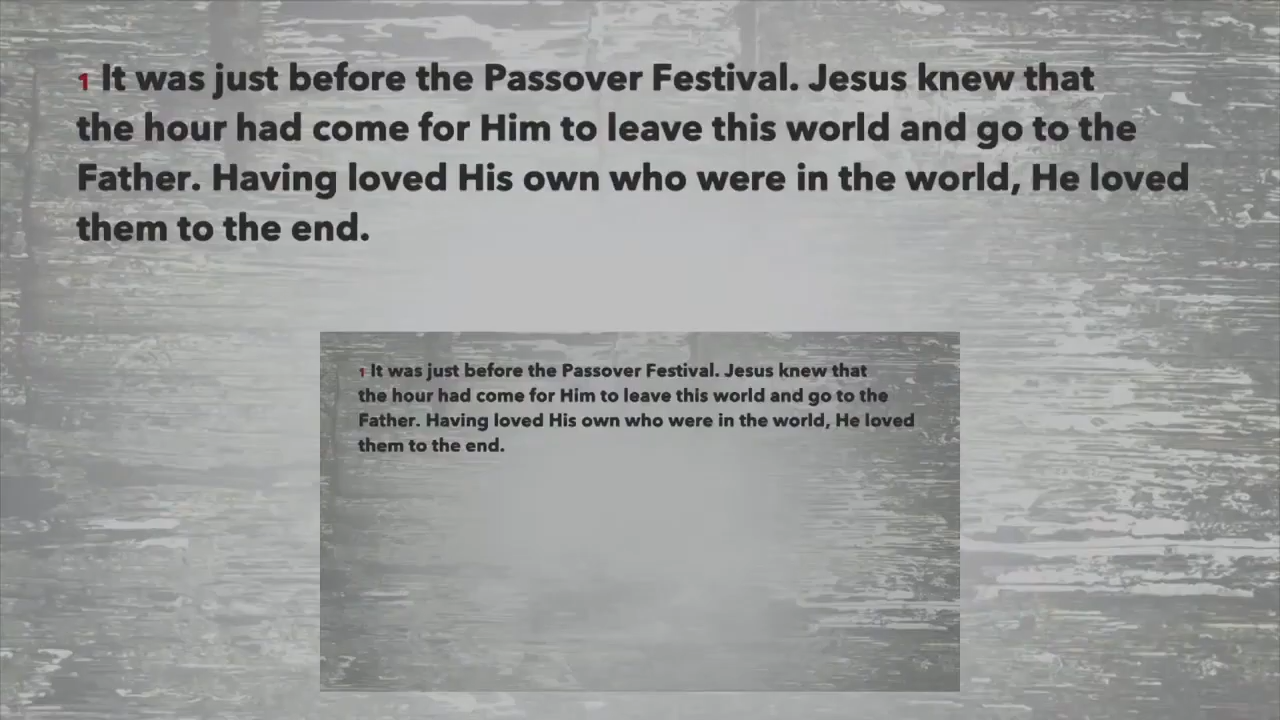 1 It was just before the Passover Festival. Jesus knew that
the hour had come for Him to leave this world and go to the
Father. Having loved His own who were in the world, He loved
them to the end.
1 It was just before the Passover Festival. Jesus knew that
the hour had come for Him to leave this world and go to the
Father. Having loved His own who were in the world, He loved
them to the end.